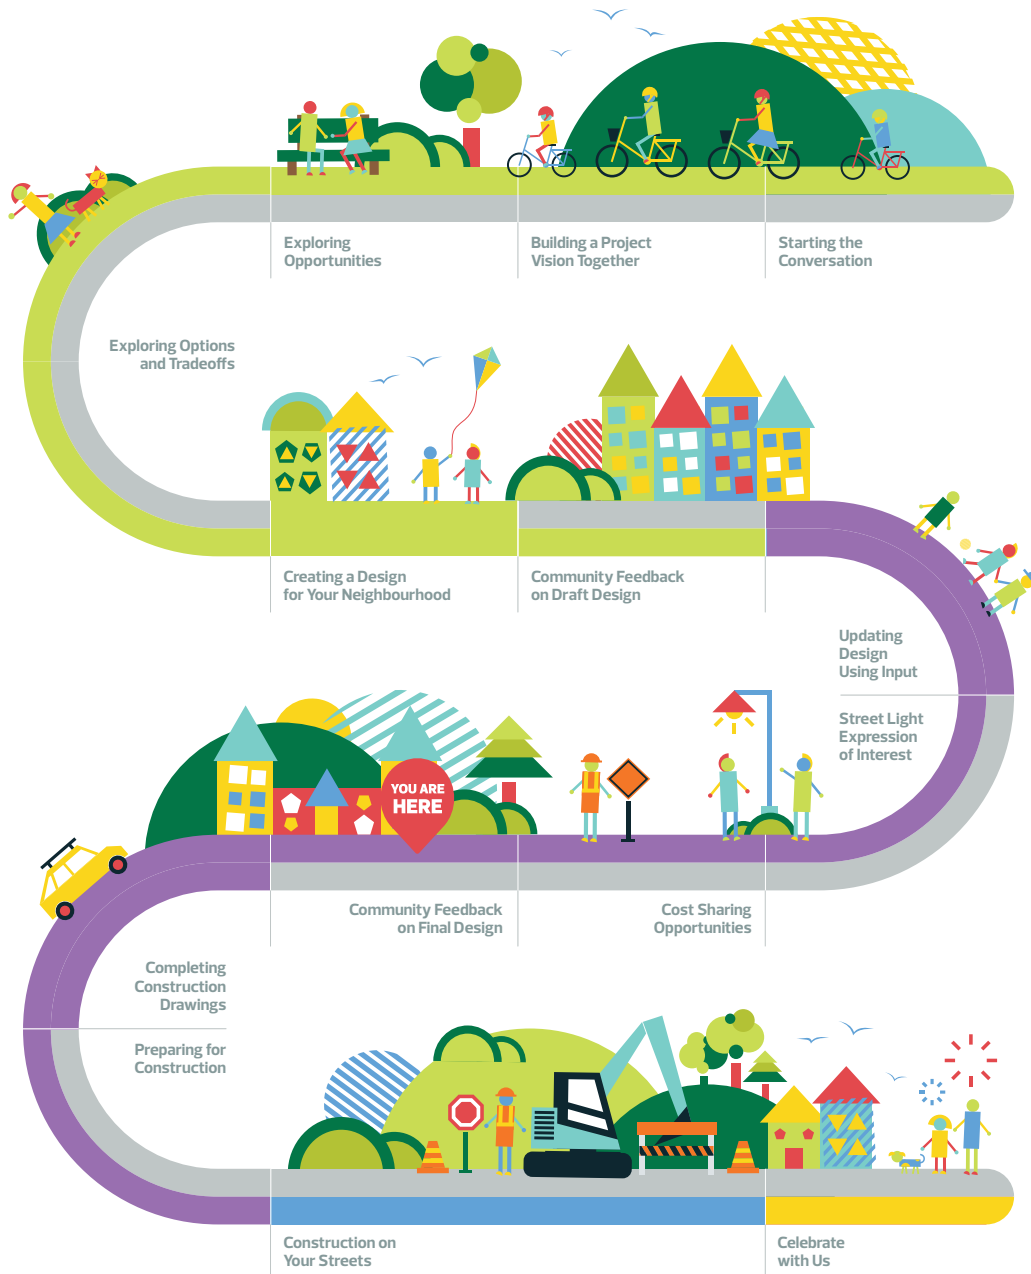 Exploring
Opportunities
Building a Project
Vision Together
Starting the
Conversation
Exploring Options
and Tradeoffs
Creating a Design
for Your Neighbourhood
Community Feedback
on Draft Design
Updating
Design
Using Input
Street Light
Expression
of Interest
YOU ARE
HERE
Community Feedback
on Final Design
Cost Sharing
Opportunities
Completing
Construction
Drawings
Preparing for
Construction
Construction on
Your Streets
Celebrate
with Us